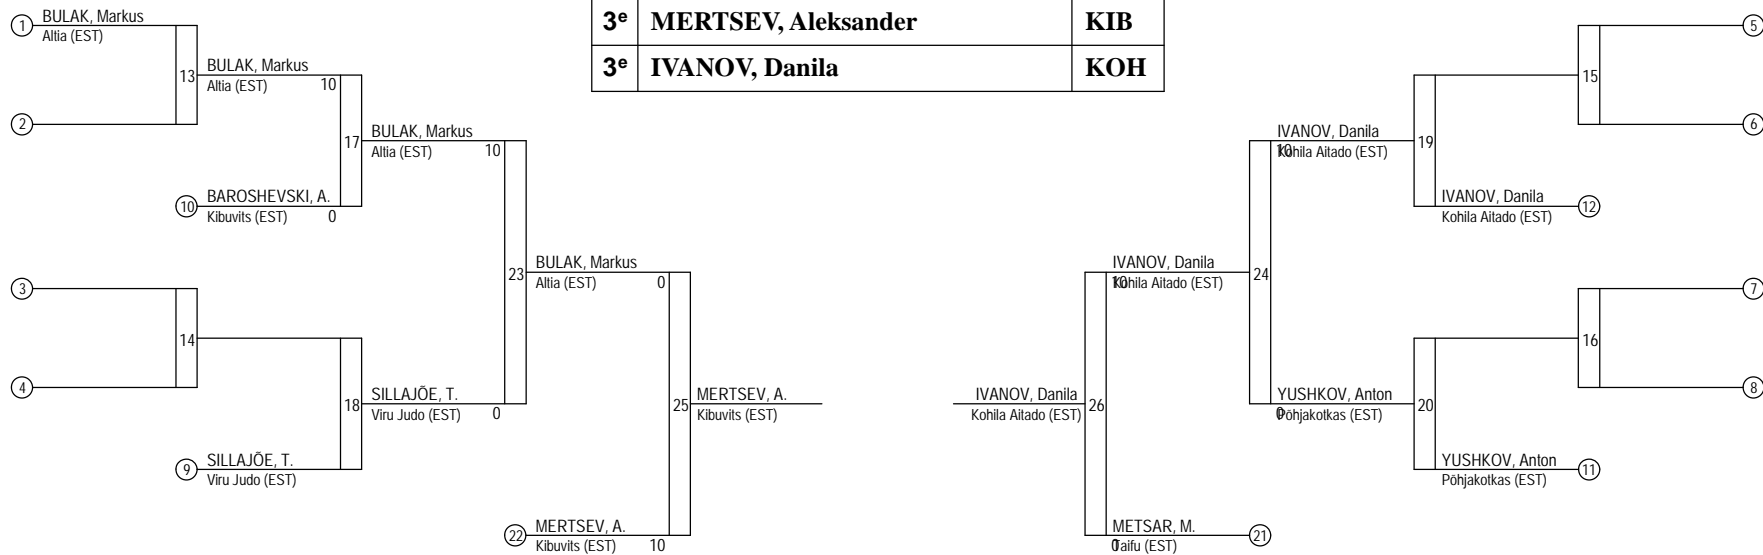 3e MERTSEV, Aleksander KIB
3e IVANOV, Danila KOH
1 BULAK, Markus
Altia (EST)
2
13 BULAK, Markus
Altia (EST) 10
10 BAROSHEVSKI, A.
Kibuvits (EST) 0
17 BULAK, Markus
Altia (EST) 10
3
4
14
9 SILLAJÕE, T.
Viru Judo (EST)
18 SILLAJÕE, T.
Viru Judo (EST) 0
23 BULAK, Markus
Altia (EST) 0
22 MERTSEV, A.
Kibuvits (EST) 10
25 MERTSEV, A.
Kibuvits (EST)
IVANOV, Danila
Kohila Aitado (EST) 26
IVANOV, Danila
10 Kohila Aitado (EST) 24
METSAR, M. 21
0 Taifu (EST)
IVANOV, Danila
10 Kohila Aitado (EST) 19
YUSHKOV, Anton
0 Põhjakotkas (EST) 20
IVANOV, Danila 12
Kohila Aitado (EST)
YUSHKOV, Anton 11
Põhjakotkas (EST)
15
5
6
16
7
8